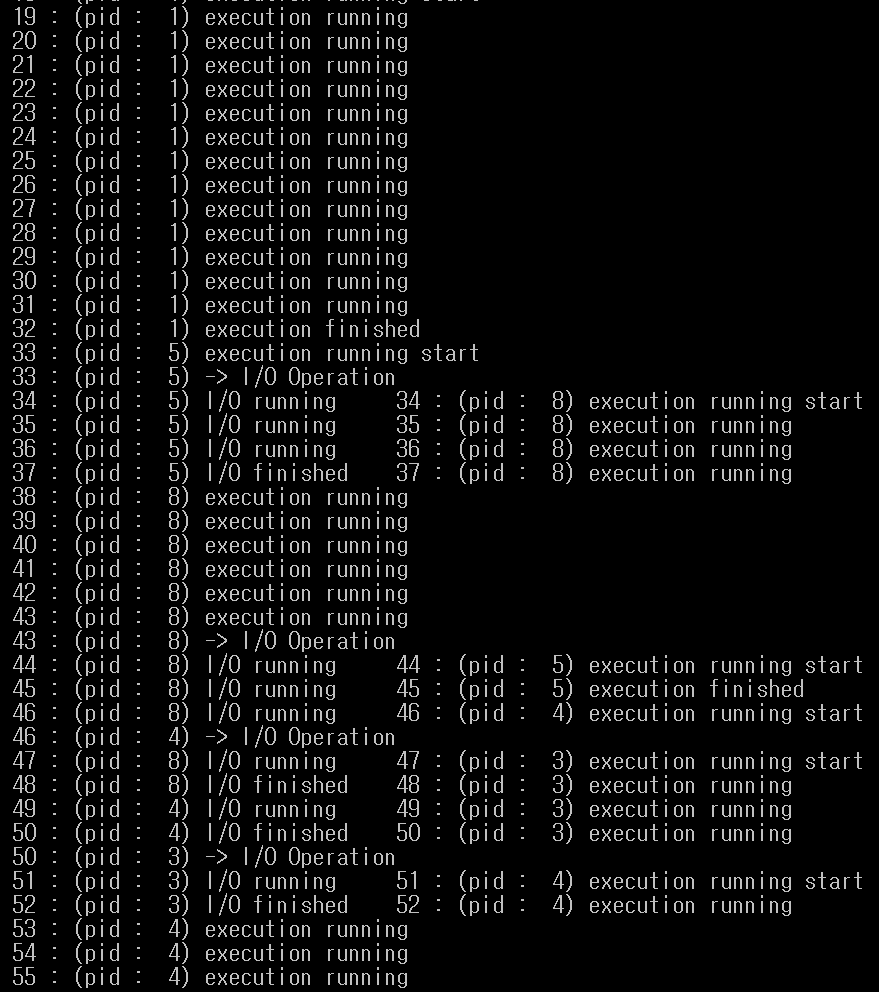 19 : (pid :  1) execution running
20 : (pid :  1) execution running
21 : (pid :  1) execution running
22 : (pid :  1) execution running
23 : (pid :  1) execution running
24 : (pid :  1) execution running
25 : (pid :  1) execution running
26 : (pid :  1) execution running
27 : (pid :  1) execution running
28 : (pid :  1) execution running
29 : (pid :  1) execution running
30 : (pid :  1) execution running
31 : (pid :  1) execution running
32 : (pid :  1) execution finished
33 : (pid :  5) execution running start
33 : (pid :  5) -> I/O Operation
34 : (pid :  5) I/O running     34 : (pid :  8) execution running start
35 : (pid :  5) I/O running     35 : (pid :  8) execution running
36 : (pid :  5) I/O running     36 : (pid :  8) execution running
37 : (pid :  5) I/O finished    37 : (pid :  8) execution running
38 : (pid :  8) execution running
39 : (pid :  8) execution running
40 : (pid :  8) execution running
41 : (pid :  8) execution running
42 : (pid :  8) execution running
43 : (pid :  8) execution running
43 : (pid :  8) -> I/O Operation
44 : (pid :  8) I/O running     44 : (pid :  5) execution running start
45 : (pid :  8) I/O running     45 : (pid :  5) execution finished
46 : (pid :  8) I/O running     46 : (pid :  4) execution running start
46 : (pid :  4) -> I/O Operation
47 : (pid :  8) I/O running     47 : (pid :  3) execution running start
48 : (pid :  8) I/O finished    48 : (pid :  3) execution running
49 : (pid :  4) I/O running     49 : (pid :  3) execution running
50 : (pid :  4) I/O finished    50 : (pid :  3) execution running
50 : (pid :  3) -> I/O Operation
51 : (pid :  3) I/O running     51 : (pid :  4) execution running start
52 : (pid :  3) I/O finished    52 : (pid :  4) execution running
53 : (pid :  4) execution running
54 : (pid :  4) execution running
55 : (pid :  4) execution running